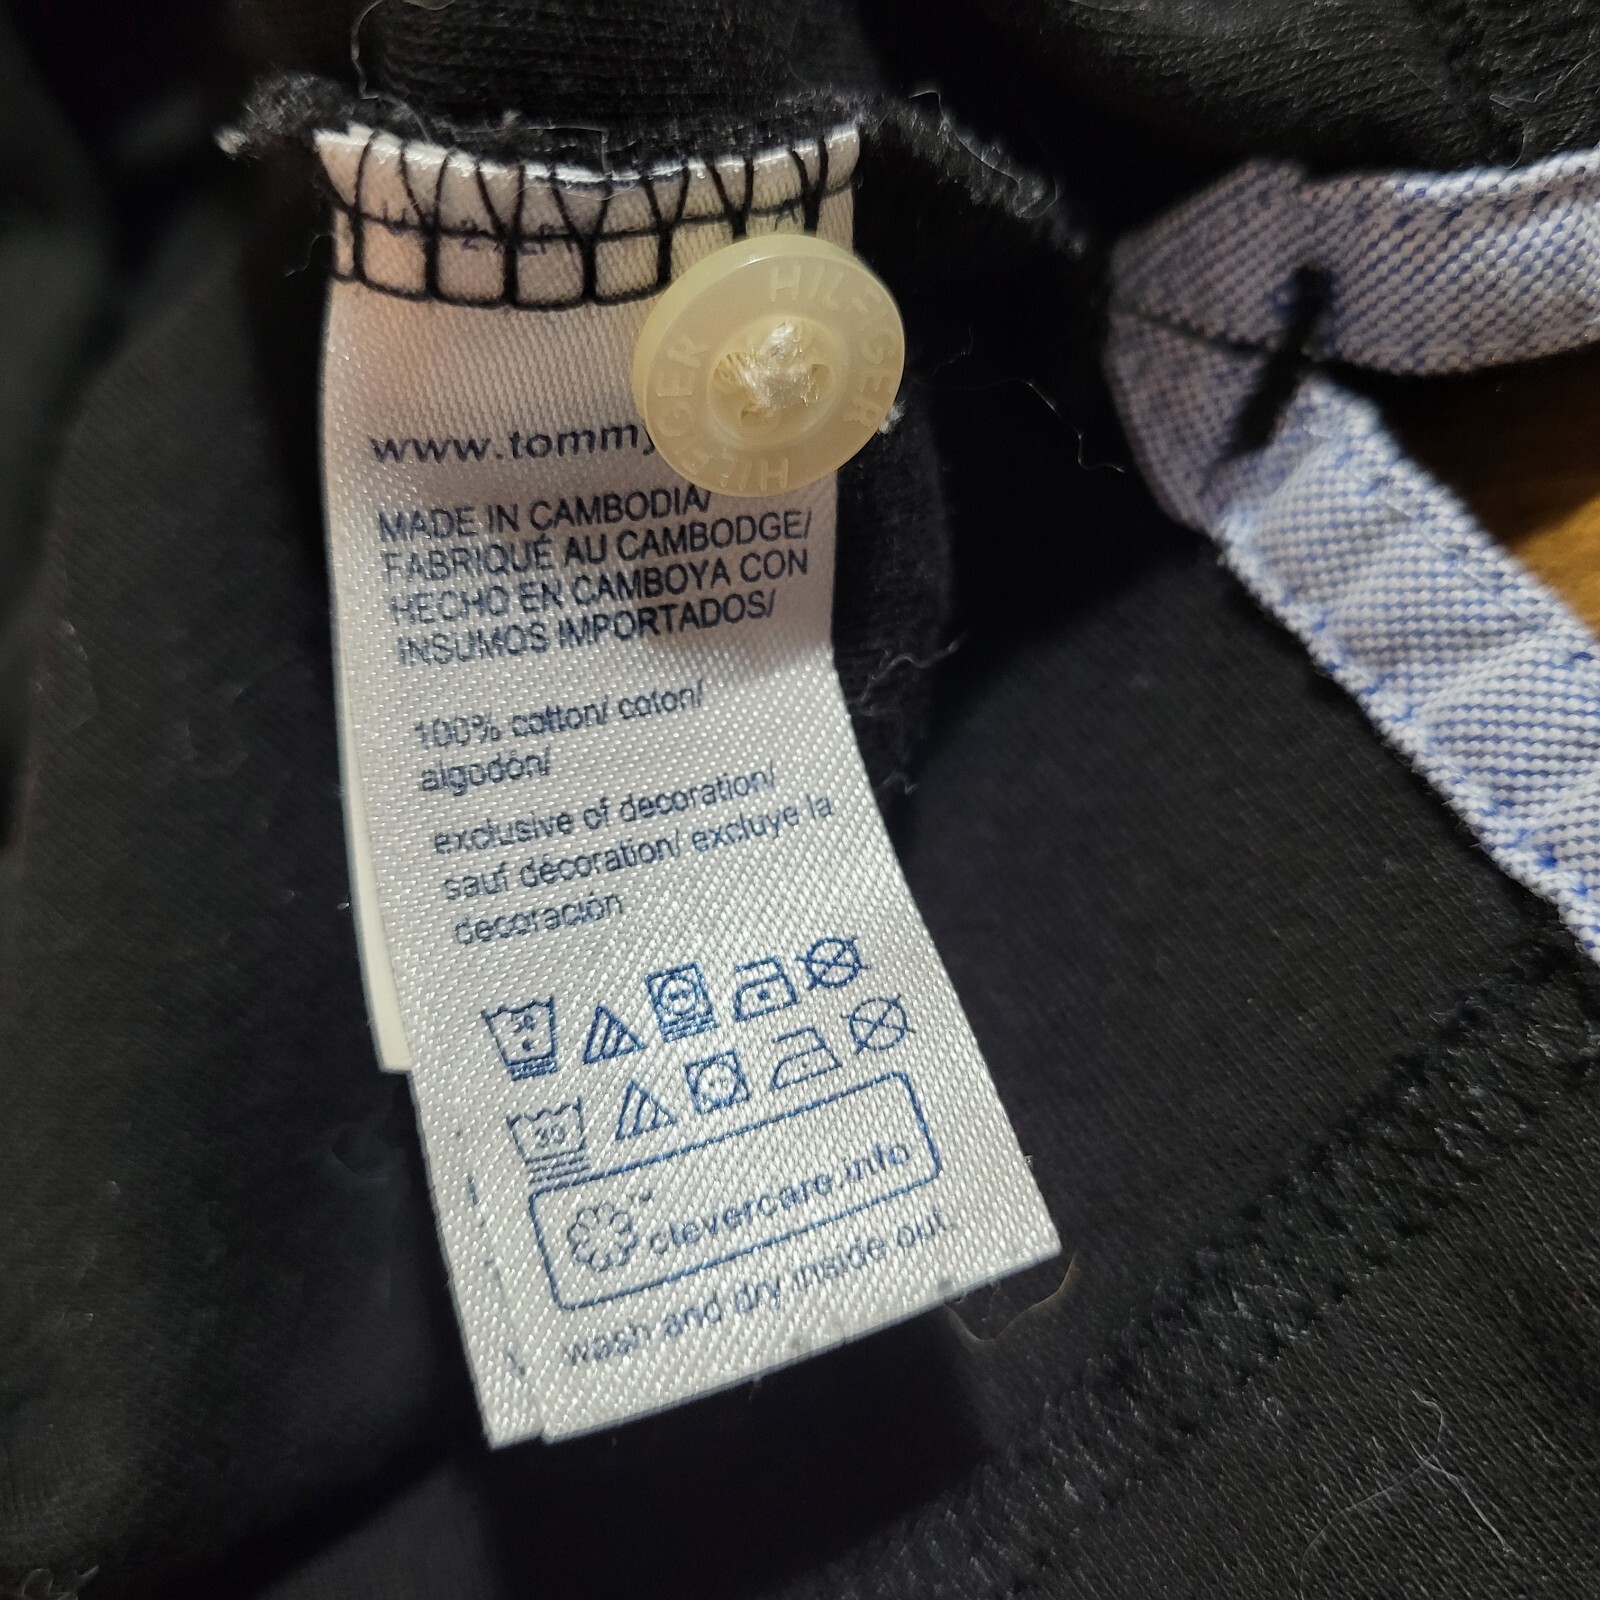 HILFIGER
HILFIGER
www.tommy
MADE IN CAMBODIA/
FABRIQUÉ AU CAMBODGE/
HECHO EN CAMBOYA CON
INSUMOS IMPORTADOS/
100% cotton/ coton/
algodón/
exclusive of decoration/
sauf décoration/ excluye la
decoración
30
clevercare.info
wash and dry inside out.